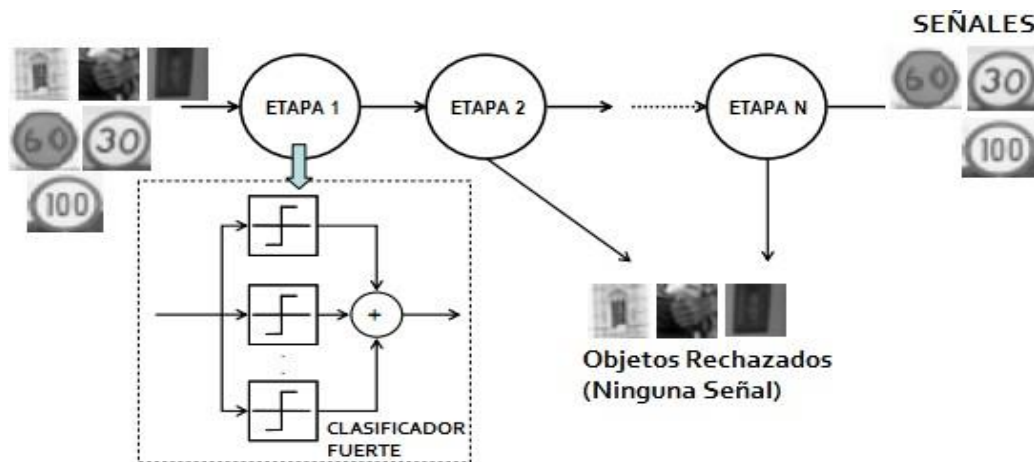 SEÑALES
60
30
100
ETAPA 1
ETAPA 2
ETAPA N
60
30
100
+
CLASIFICADOR
FUERTE
Objetos Rechazados
(Ninguna Señal)